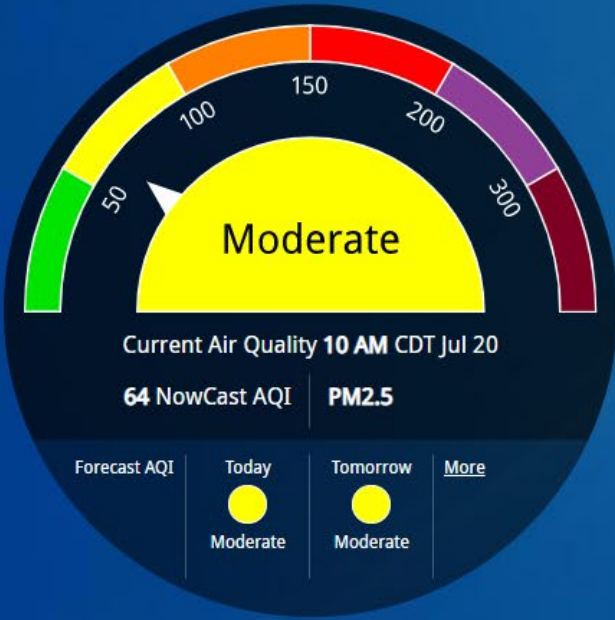 50
100
150
200
300
Moderate
Current Air Quality 10 AM CDT Jul 20
64 NowCast AQI PM2.5
Forecast AQI Today Tomorrow More
Moderate Moderate